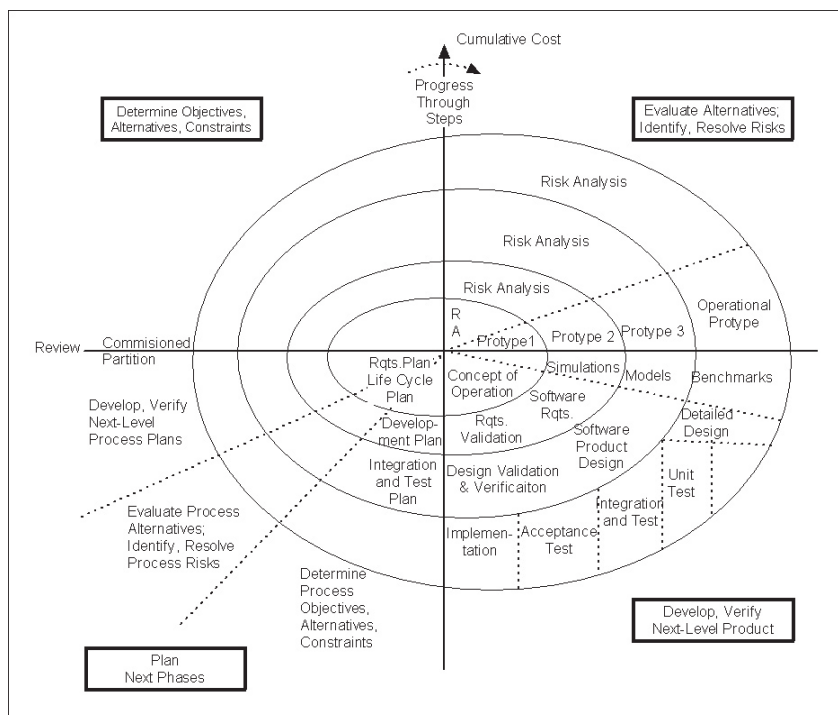 Cumulative Cost
Progress
Through
Steps
Determine Objectives,
Alternatives, Constraints
Evaluate Alternatives;
Identify, Resolve Risks
Risk Analysis
Risk Analysis
Risk Analysis
R
A
Protype1
Protype 2
Protype 3
Operational
Protype
Review
Commisioned
Partition
Rqts.Plan
Life Cycle
Plan
Concept of
Operation
Simulations
Models
Benchmarks
Develop, Verify
Next-Level
Process Plans
Develop-
ment Plan
Rqts.
Validation
Software
Rqts.
Software
Product
Design
Detailed
Design
Integration
and Test
Plan
Design Validation
& Verificaiton
Unit
Test
Evaluate Process
Alternatives;
Identify, Resolve
Process Risks
Implemen-
tation
Acceptance
Test
Integration
and Test
Determine
Process
Objectives,
Alternatives,
Constraints
Develop, Verify
Next-Level Product
Plan
Next Phases